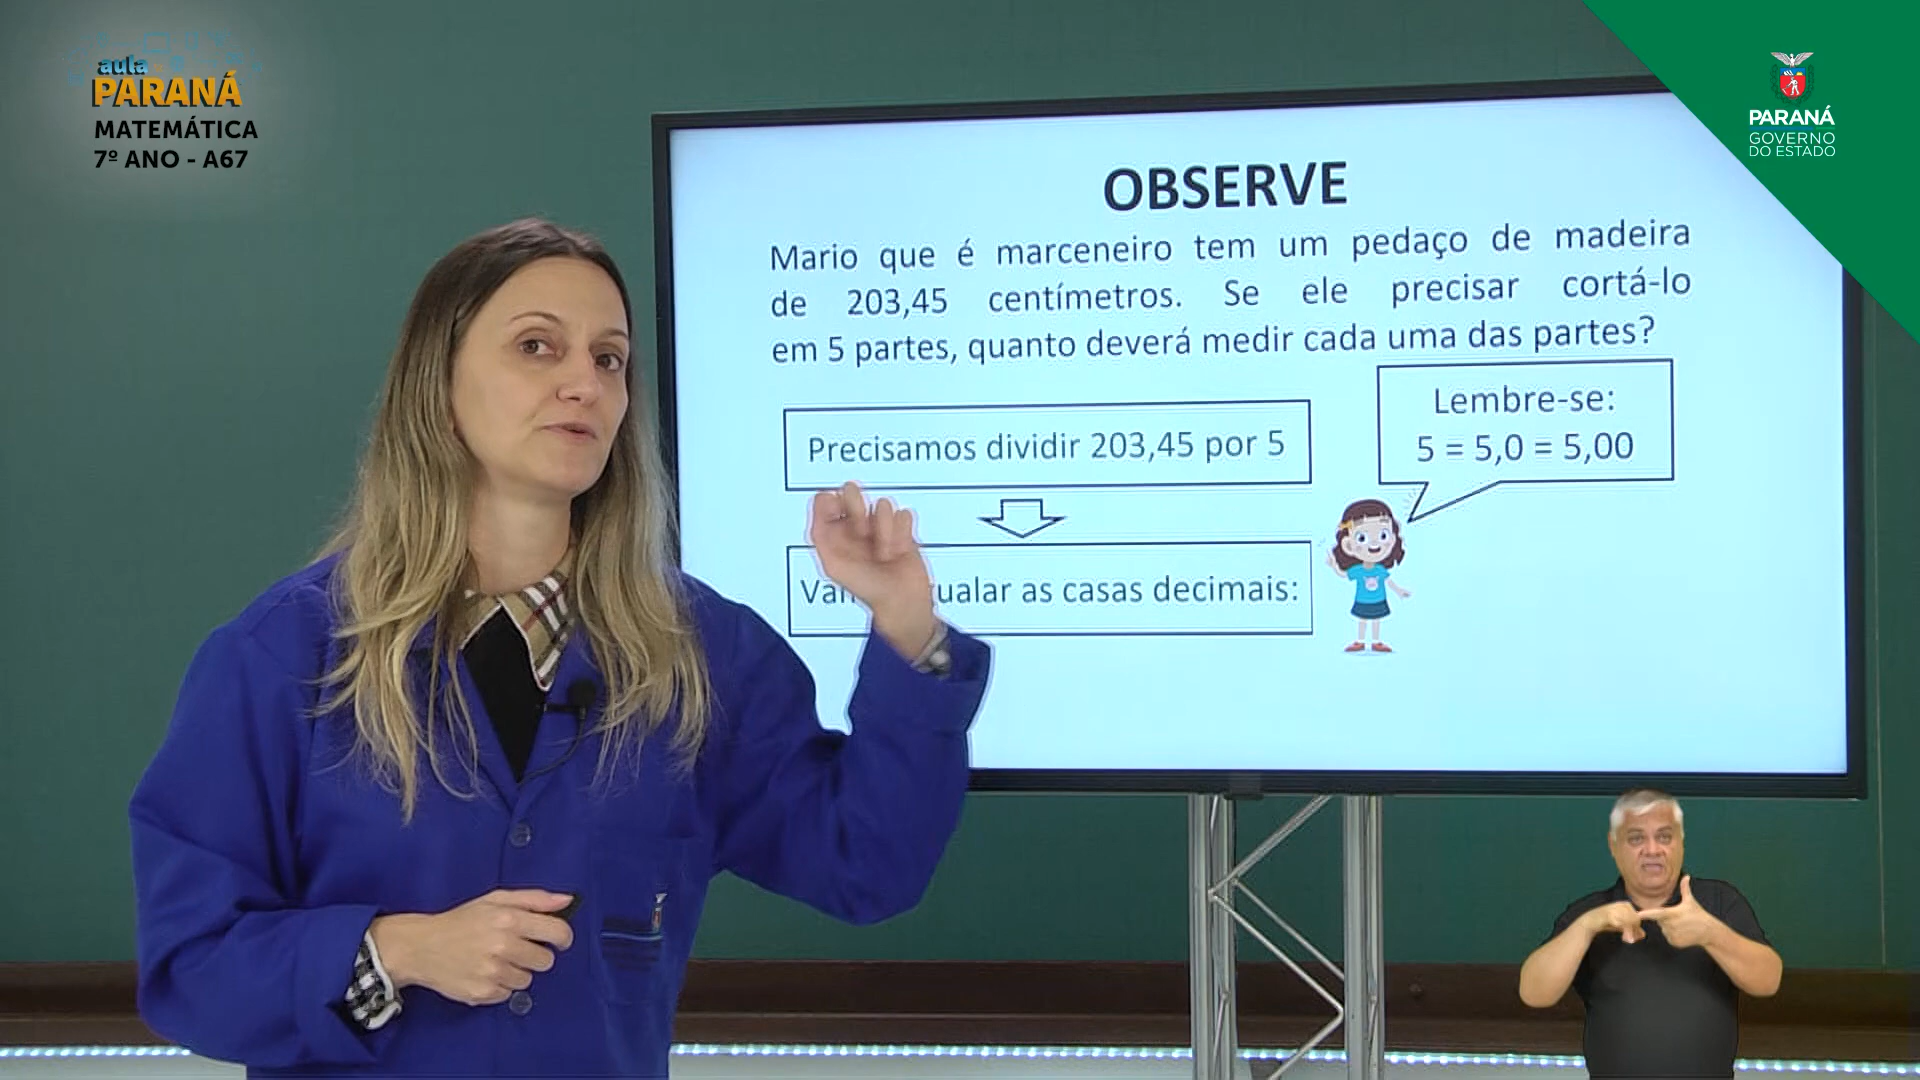 aula
PARANÁ
MATEMÁTICA
7º ANO - A67
PARANÁ
GOVERNO
DO ESTADO
OBSERVE
Mario que é marceneiro tem um pedaço de madeira
de 203,45 centímetros. Se ele precisar cortá-lo
em 5 partes, quanto deverá medir cada uma das partes?
Lembre-se:
5 = 5,0 = 5,00
Precisamos dividir 203,45 por 5
as casas decimais: